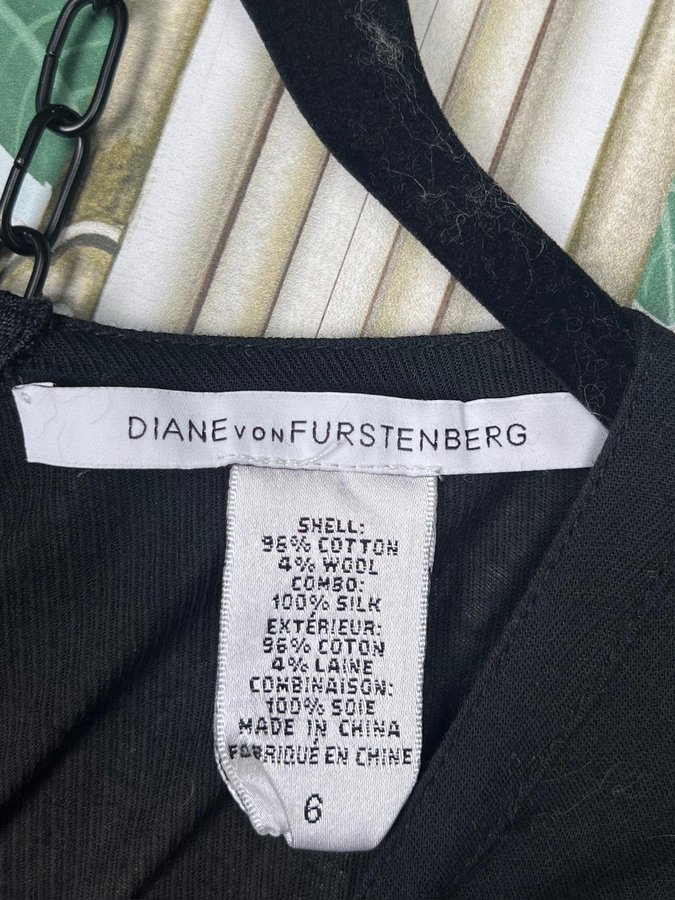 DIANE VON FURSTENBERG
SHELL:
96% COTTON
4% WOOL
COMBO:
100% SILK
EXTÉRIEUR:
96% COTON
4% LAINE
COMBINAISON:
100% SOIE
MADE IN CHINA
FABRIQUÉ EN CHINE
6